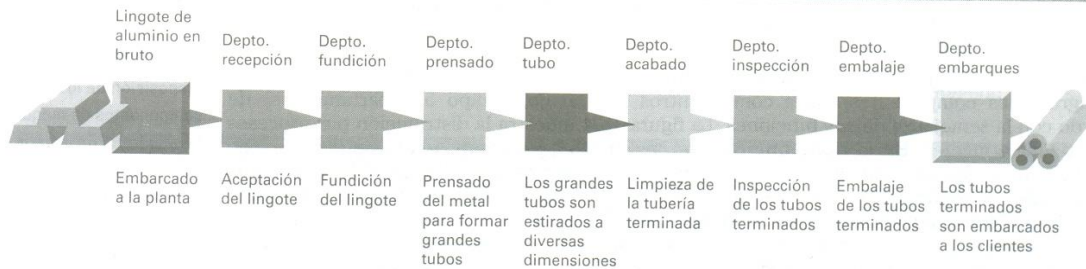 Lingote de
aluminio en
bruto
Depto.
recepción
Depto.
fundición
Depto.
prensado
Depto.
tubo
Depto.
acabado
Depto.
inspección
Depto.
embalaje
Depto.
embarques
Embarcado
a la planta
Aceptación
del lingote
Fundición
del lingote
Prensado
del metal
para formar
grandes
tubos
Los grandes
tubos son
estirados a
diversas
dimensiones
Limpieza de
la tubería
terminada
Inspección
de los tubos
terminados
Embalaje
de los tubos
terminados
Los tubos
terminados
son embarcados
a los clientes